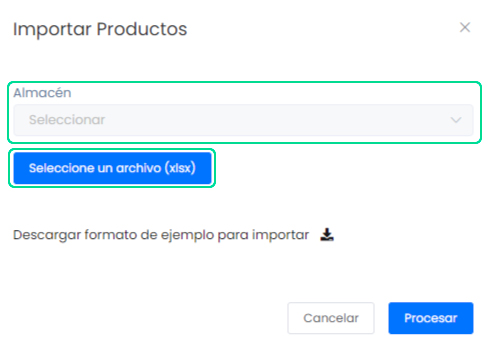 Importar Productos
Almacén
Seleccionar
Seleccione un archivo (xlsx)
Descargar formato de ejemplo para importar
Cancelar
Procesar